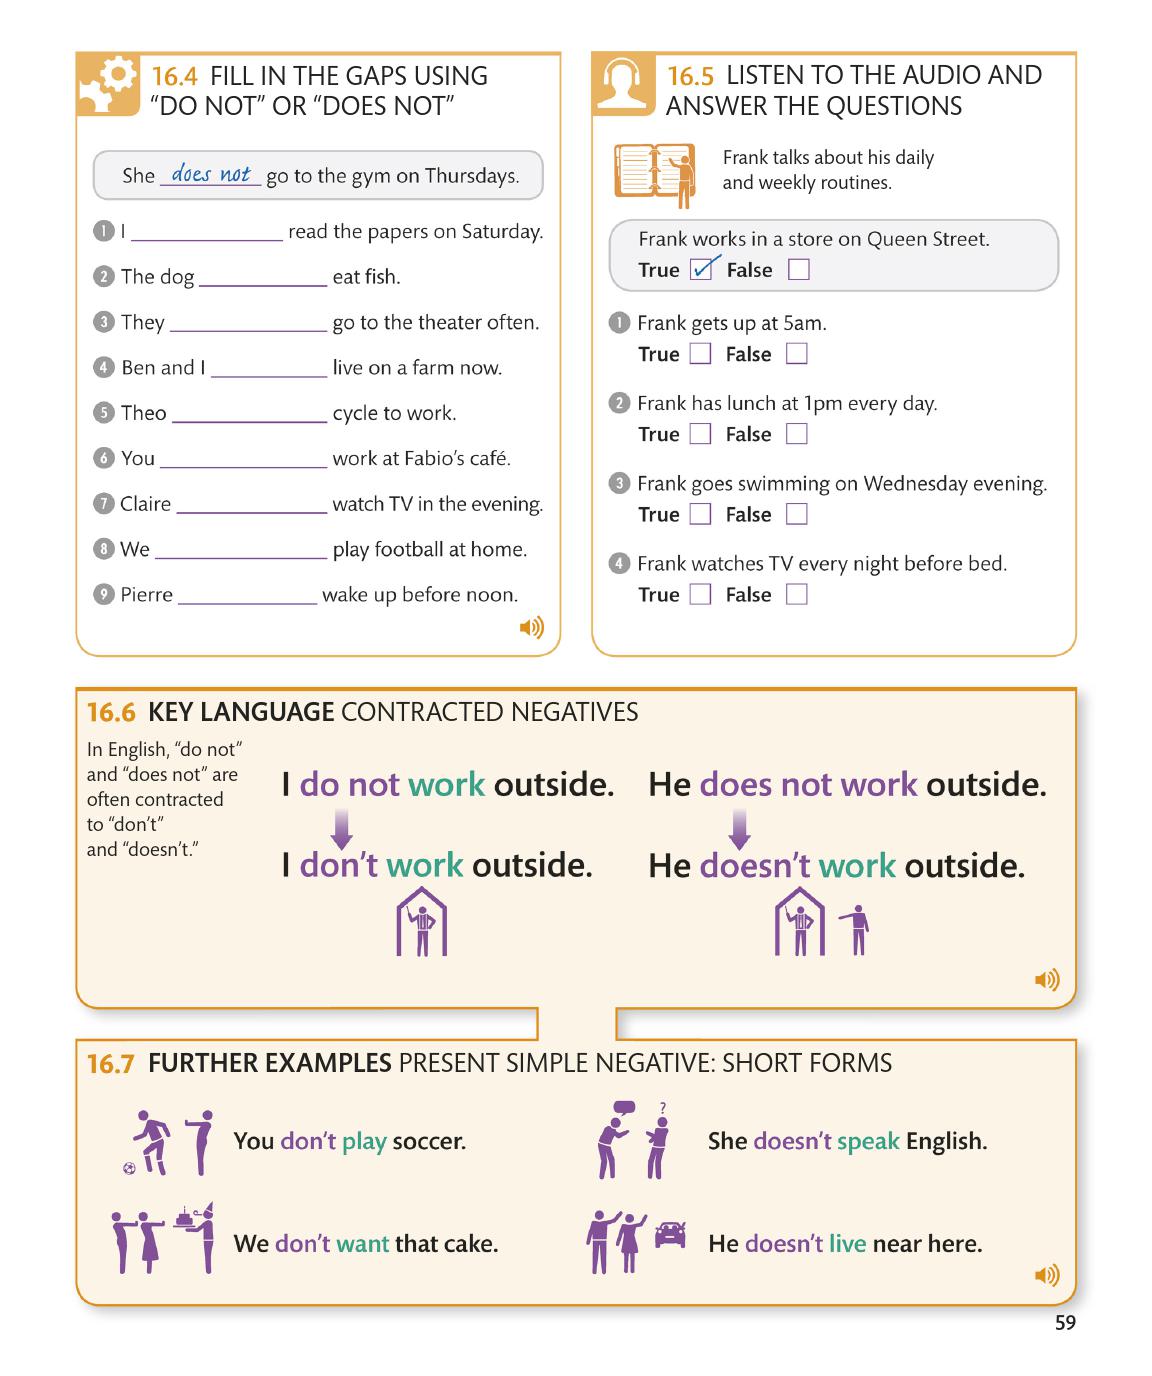 16.4 FILL IN THE GAPS USING
“DO NOT” OR “DOES NOT”
She does not go to the gym on Thursdays.
1 I ______ read the papers on Saturday.
2 The dog ______ eat fish.
3 They ______ go to the theater often.
4 Ben and I ______ live on a farm now.
5 Theo ______ cycle to work.
6 You ______ work at Fabio’s café.
7 Claire ______ watch TV in the evening.
8 We ______ play football at home.
9 Pierre ______ wake up before noon.
16.5 LISTEN TO THE AUDIO AND
ANSWER THE QUESTIONS
Frank talks about his daily
and weekly routines.
Frank works in a store on Queen Street.
True False
1 Frank gets up at 5am.
True False
2 Frank has lunch at 1pm every day.
True False
3 Frank goes swimming on Wednesday evening.
True False
4 Frank watches TV every night before bed.
True False
16.6 KEY LANGUAGE CONTRACTED NEGATIVES
In English, “do not”
and “does not” are
often contracted
to “don’t”
and “doesn’t.”
I do not work outside.
I don’t work outside.
He does not work outside.
He doesn’t work outside.
16.7 FURTHER EXAMPLES PRESENT SIMPLE NEGATIVE: SHORT FORMS
You don’t play soccer.
?
She doesn’t speak English.
We don’t want that cake.
He doesn’t live near here.
59